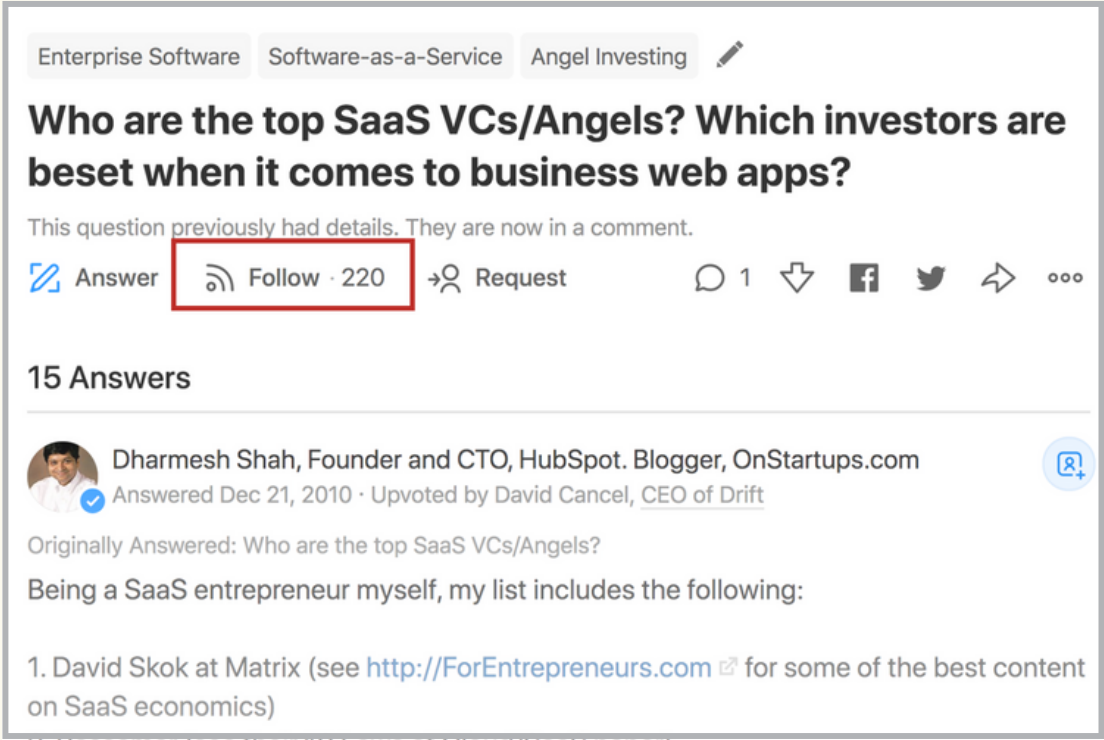 Enterprise Software Software-as-a-Service Angel Investing
Who are the top SaaS VCs/Angels? Which investors are
beset when it comes to business web apps?
This question previously had details. They are now in a comment.
Answer Follow · 220 Request 1
15 Answers
Dharmesh Shah, Founder and CTO, HubSpot. Blogger, OnStartups.com
Answered Dec 21, 2010 · Upvoted by David Cancel, CEO of Drift
Originally Answered: Who are the top SaaS VCs/Angels?
Being a SaaS entrepreneur myself, my list includes the following:
1. David Skok at Matrix (see http://ForEntrepreneurs.com for some of the best content
on SaaS economics)